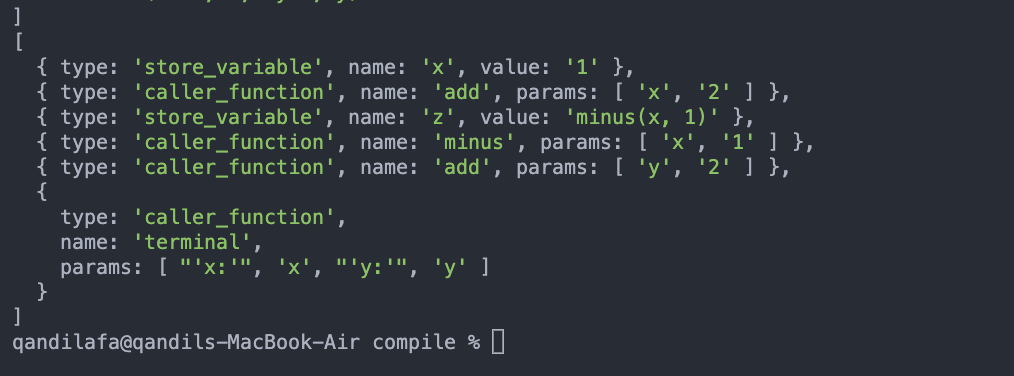 ]
[
  { type: 'store_variable', name: 'x', value: '1' },
  { type: 'caller_function', name: 'add', params: [ 'x', '2' ] },
  { type: 'store_variable', name: 'z', value: 'minus(x, 1)' },
  { type: 'caller_function', name: 'minus', params: [ 'x', '1' ] },
  { type: 'caller_function', name: 'add', params: [ 'y', '2' ] },
  {
    type: 'caller_function',
    name: 'terminal',
    params: [ "'x:'", 'x', "'y:'", 'y' ]
  }
]
qandilafa@qandils-MacBook-Air compile %